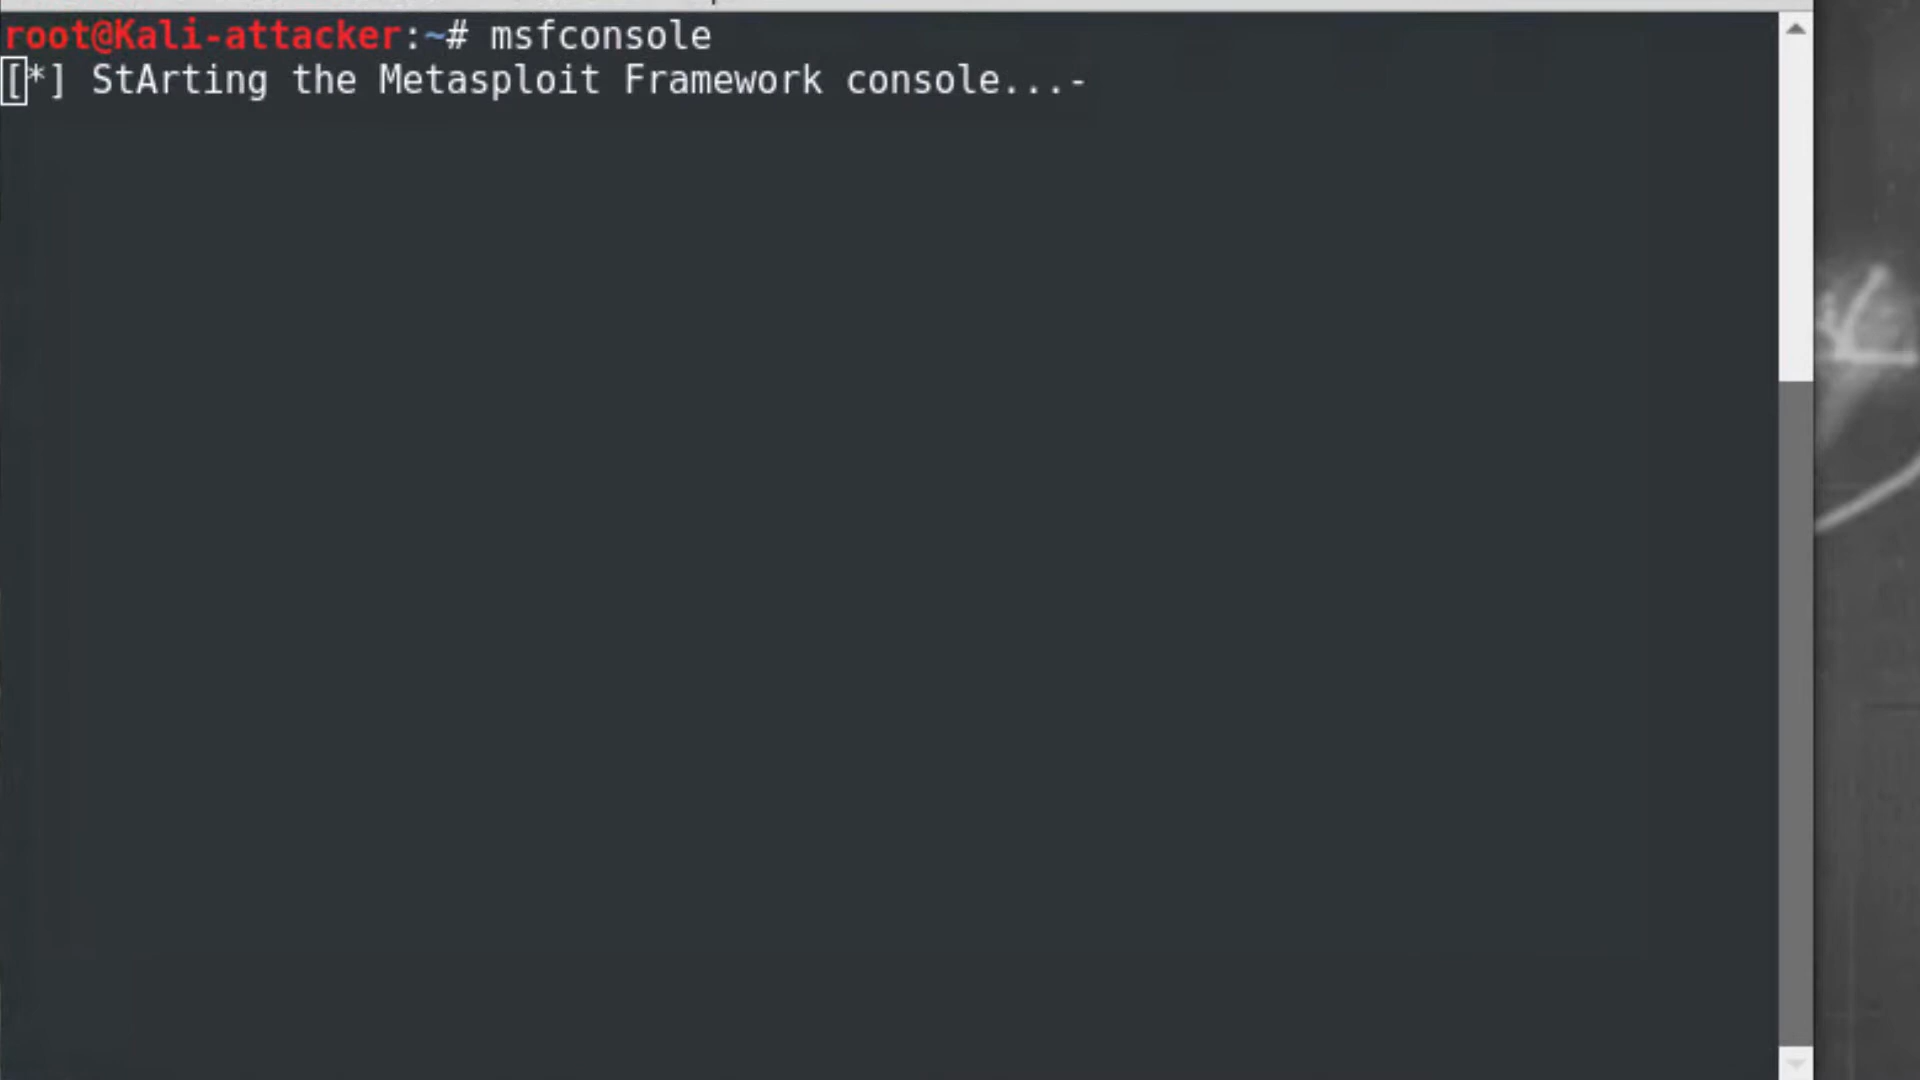 root@Kali-attacker:~# msfconsole
[*] StArting the Metasploit Framework console...-